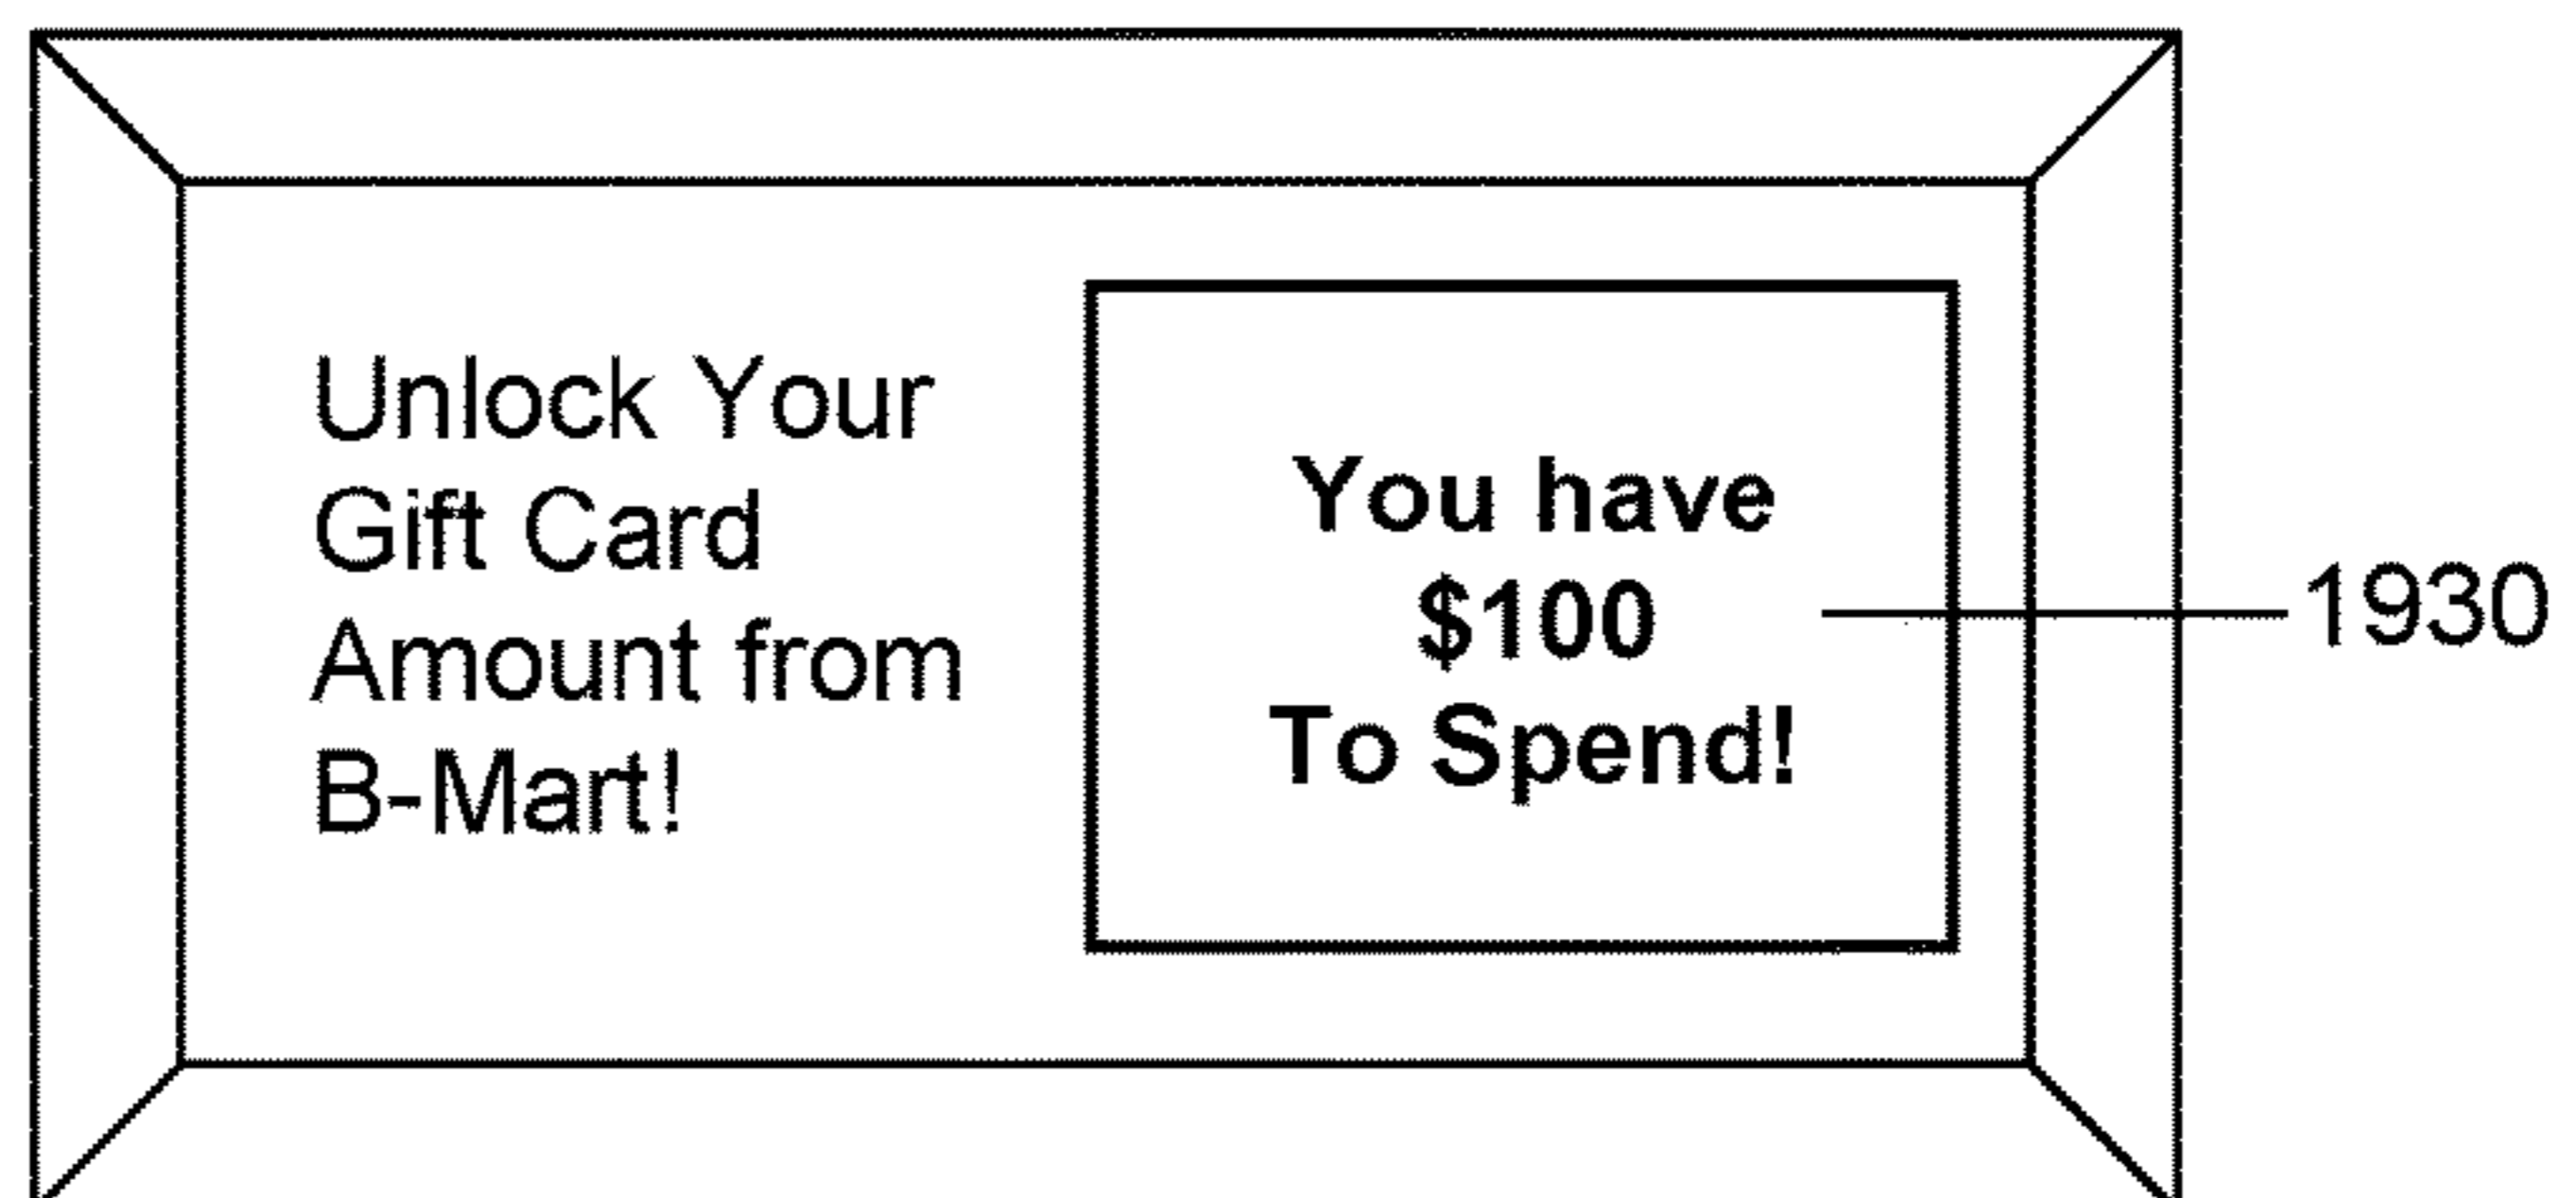 Unlock Your
Gift Card
Amount from
B-Mart!
You have
$100
To Spend!
1930